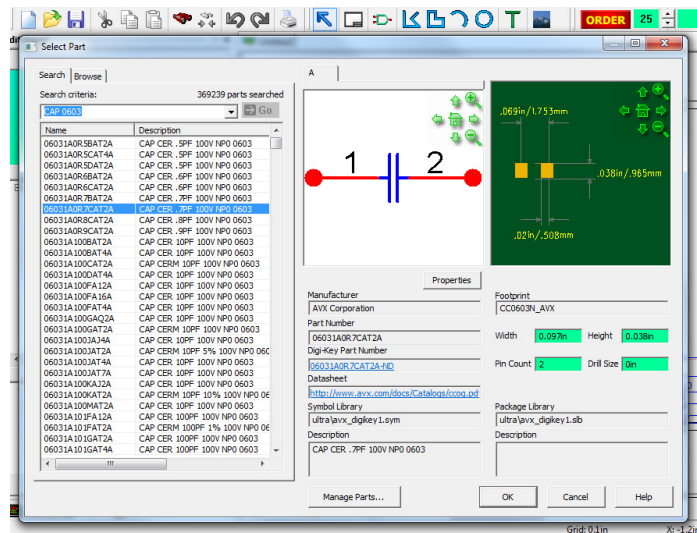 ORDER 25
Select Part
Search Browse
Search criteria: 369239 parts searched
CAP 0603 Go
Name Description
06031A0R5BAT2A CAP CER .5PF 100V NP0 0603
06031A0R5CAT4A CAP CER .5PF 100V NP0 0603
06031A0R5DAT2A CAP CER .5PF 100V NP0 0603
06031A0R6BAT2A CAP CER .6PF 100V NP0 0603
06031A0R6CAT2A CAP CER .6PF 100V NP0 0603
06031A0R7BAT2A CAP CER .7PF 100V NP0 0603
06031A0R7CAT2A CAP CER .7PF 100V NP0 0603
06031A0R8CAT2A CAP CER .8PF 100V NP0 0603
06031A0R9CAT2A CAP CER .9PF 100V NP0 0603
06031A100BAT2A CAP CER 10PF 100V NP0 0603
06031A100BAT4A CAP CER 10PF 100V NP0 0603
06031A100CAT2A CAP CERM 10PF 100V NP0 0603
06031A100DAT4A CAP CER 10PF 100V NP0 0603
06031A100FA12A CAP CER 10PF 100V NP0 0603
06031A100FA16A CAP CER 10PF 100V NP0 0603
06031A100FAT4A CAP CER 10PF 100V NP0 0603
06031A100GAQ2A CAP CER 10PF 100V NP0 0603
06031A100GAT2A CAP CERM 10PF 100V NP0 0603
06031A100JAJ4A CAP CER 10PF 100V NP0 0603
06031A100JAT2A CAP CERM 10PF 5% 100V NP0 060
06031A100JAT4A CAP CER 10PF 100V NP0 0603
06031A100JAT7A CAP CER 10PF 100V NP0 0603
06031A100KAJ2A CAP CER 10PF 100V NP0 0603
06031A100KAT2A CAP CERM 10PF 10% 100V NP0 06
06031A100MAT2A CAP CER 10PF 100V NP0 0603
06031A101FA12A CAP CER 100PF 100V NP0 0603
06031A101FAT2A CAP CERM 100PF 1% 100V NP0 06
06031A101GAT2A CAP CER 100PF 100V NP0 0603
06031A101GAT4A CAP CER 100PF 100V NP0 0603
A
1 2
.069in/1.753mm
.038in/.965mm
.02in/.508mm
Properties
Manufacturer
AVX Corporation
Part Number
06031A0R7CAT2A
Digi-Key Part Number
06031A0R7CAT2A-ND
Datasheet
http://www.avx.com/docs/Catalogs/ccog.pd
Symbol Library
ultra\avx_digikey1.sym
Description
CAP CER .7PF 100V NP0 0603
Footprint
CC0603N_AVX
Width 0.097in Height 0.038in
Pin Count 2 Drill Size 0in
Package Library
ultra\avx_digikey1.slb
Description
Manage Parts... OK Cancel Help
Grid: 0.1in X: -1.2in